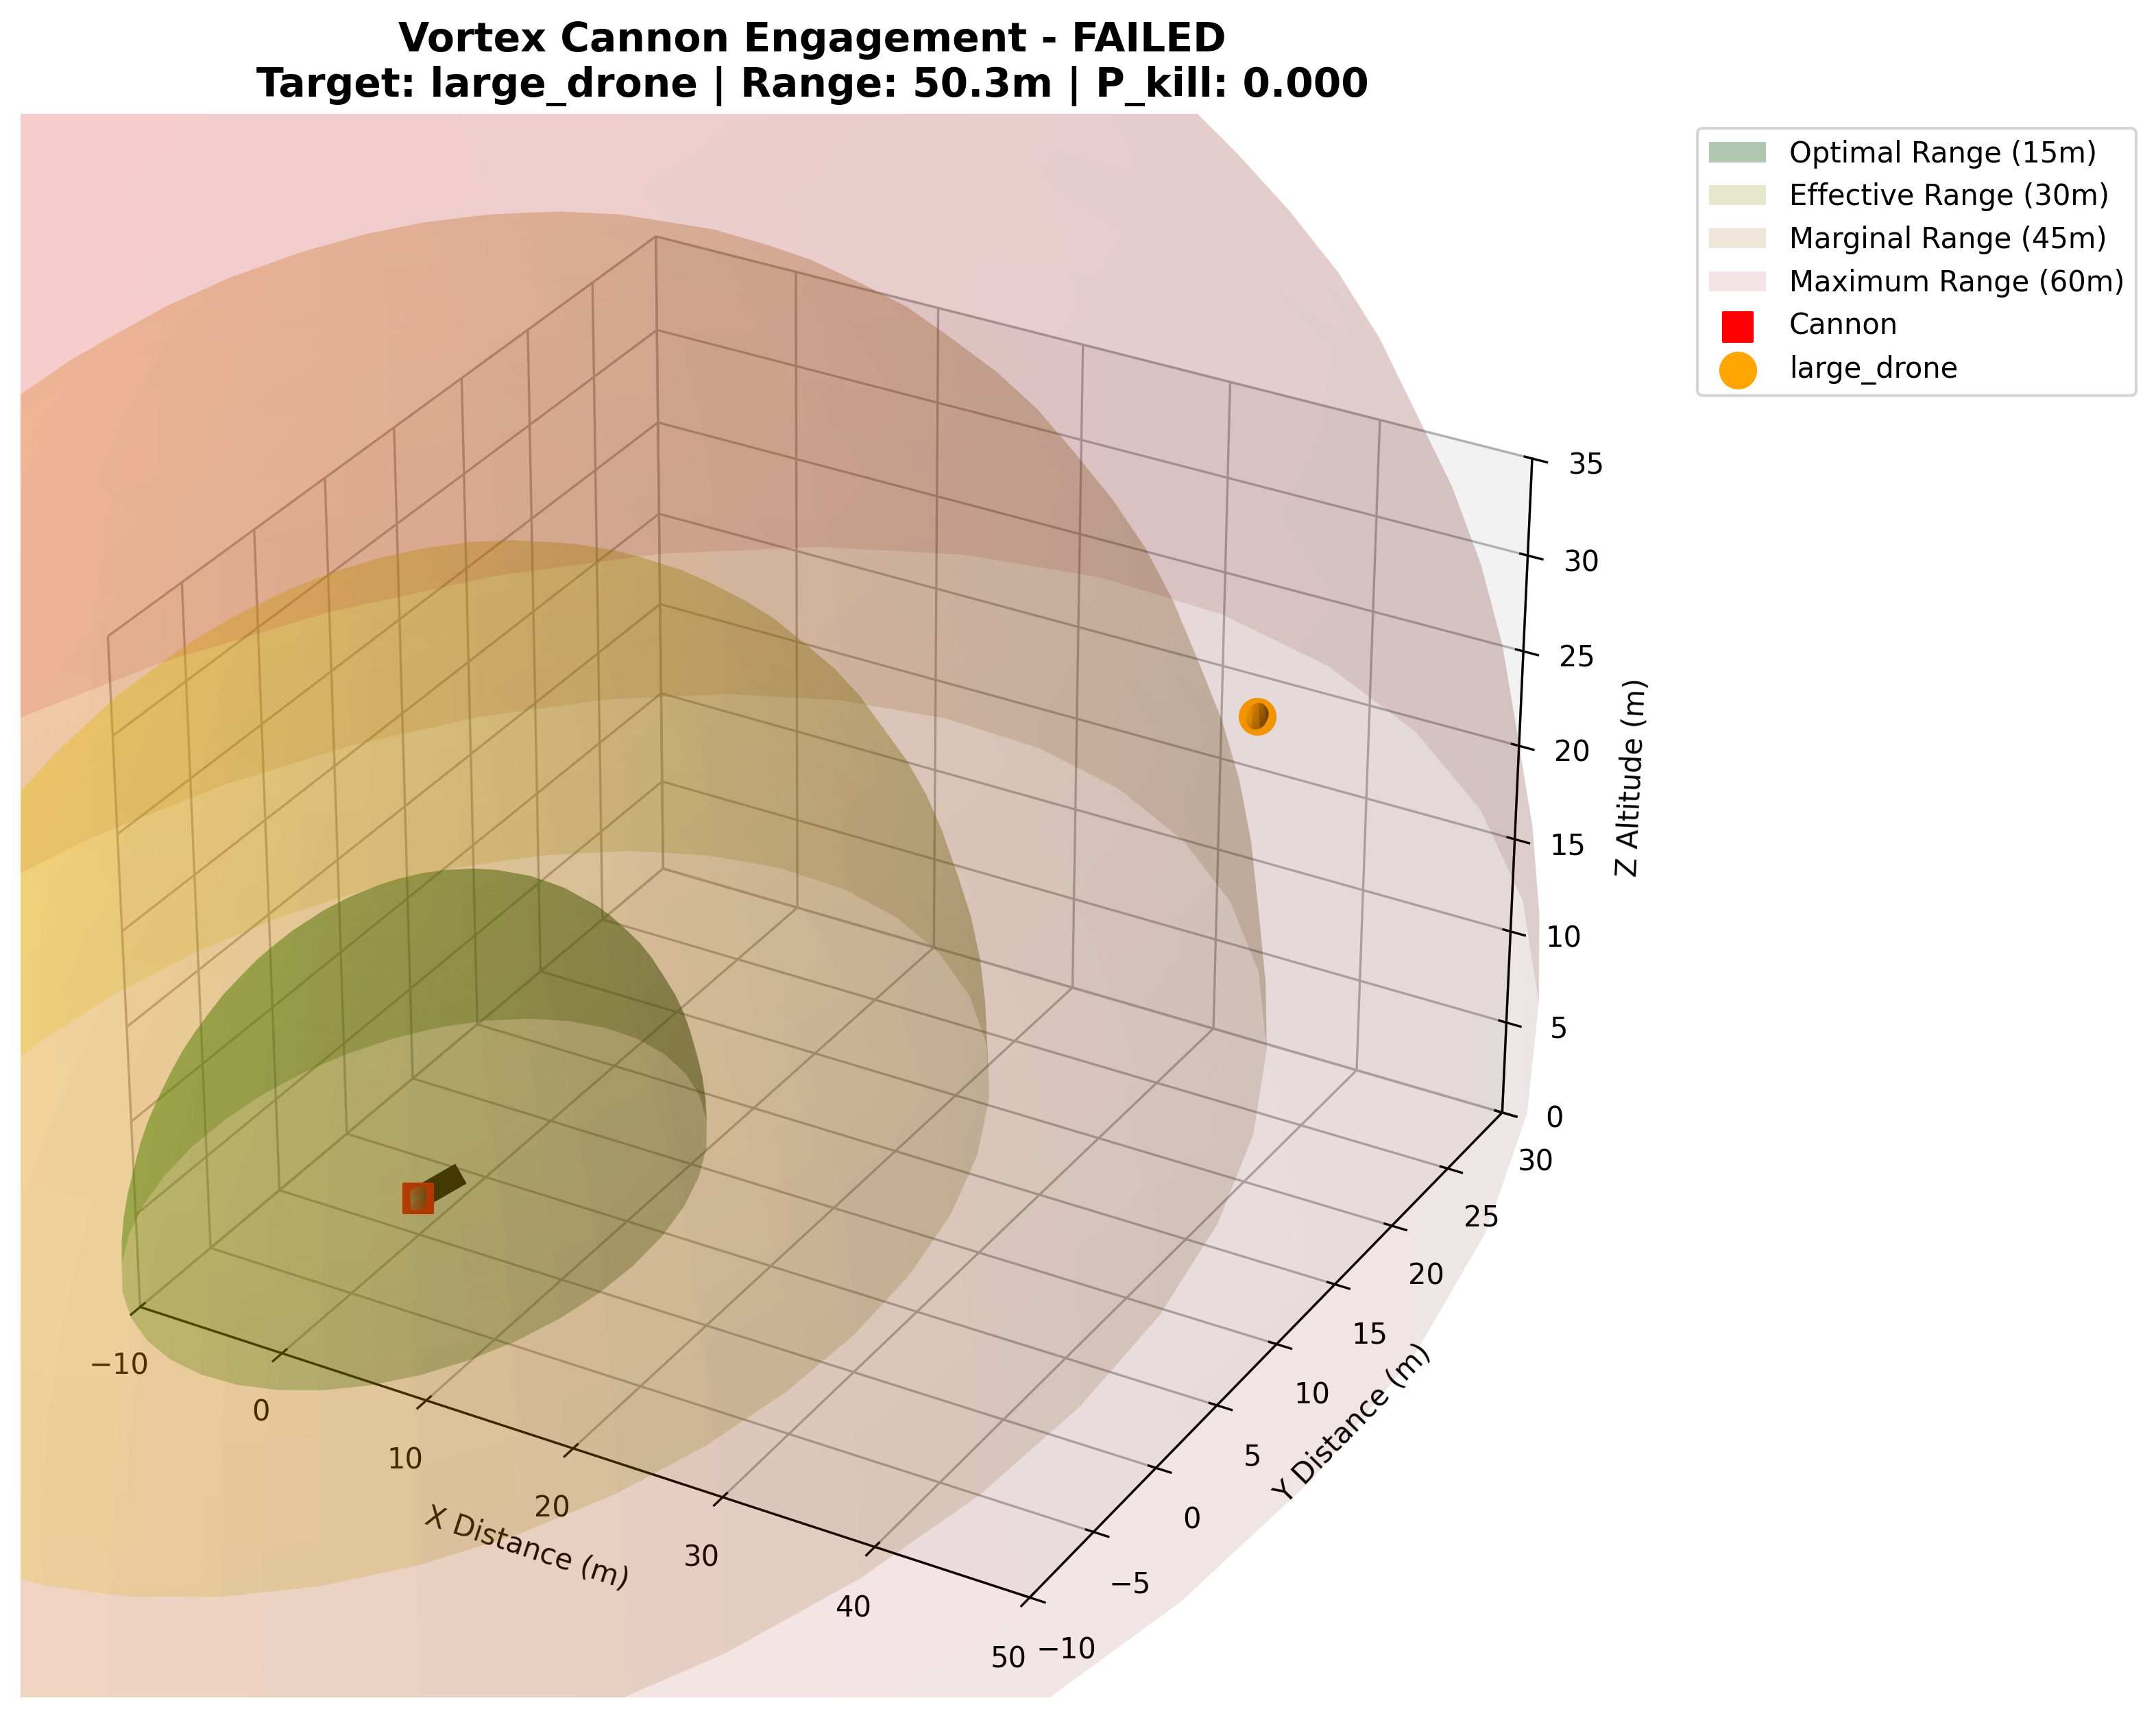 Vortex Cannon Engagement - FAILED
Target: large_drone | Range: 50.3m | P_kill: 0.000
Optimal Range (15m)
Effective Range (30m)
Marginal Range (45m)
Maximum Range (60m)
Cannon
large_drone
35
30
25
20
15
10
5
0
Z Altitude (m)
30
25
20
15
10
5
0
−5
−10
Y Distance (m)
−10
0
10
20
30
40
50
X Distance (m)